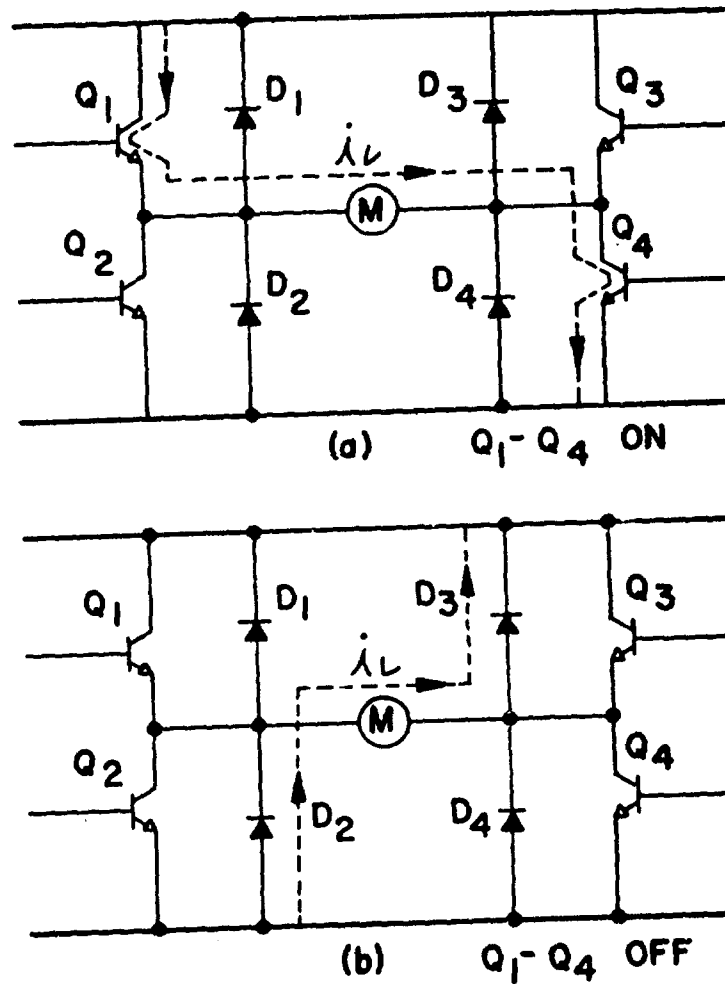 Q1 D1 D3 Q3
iL
M
Q2 D2 D4 Q4
(a) Q1-Q4 ON
Q1 D1 D3 Q3
iL
M
Q2 D2 D4 Q4
(b) Q1-Q4 OFF